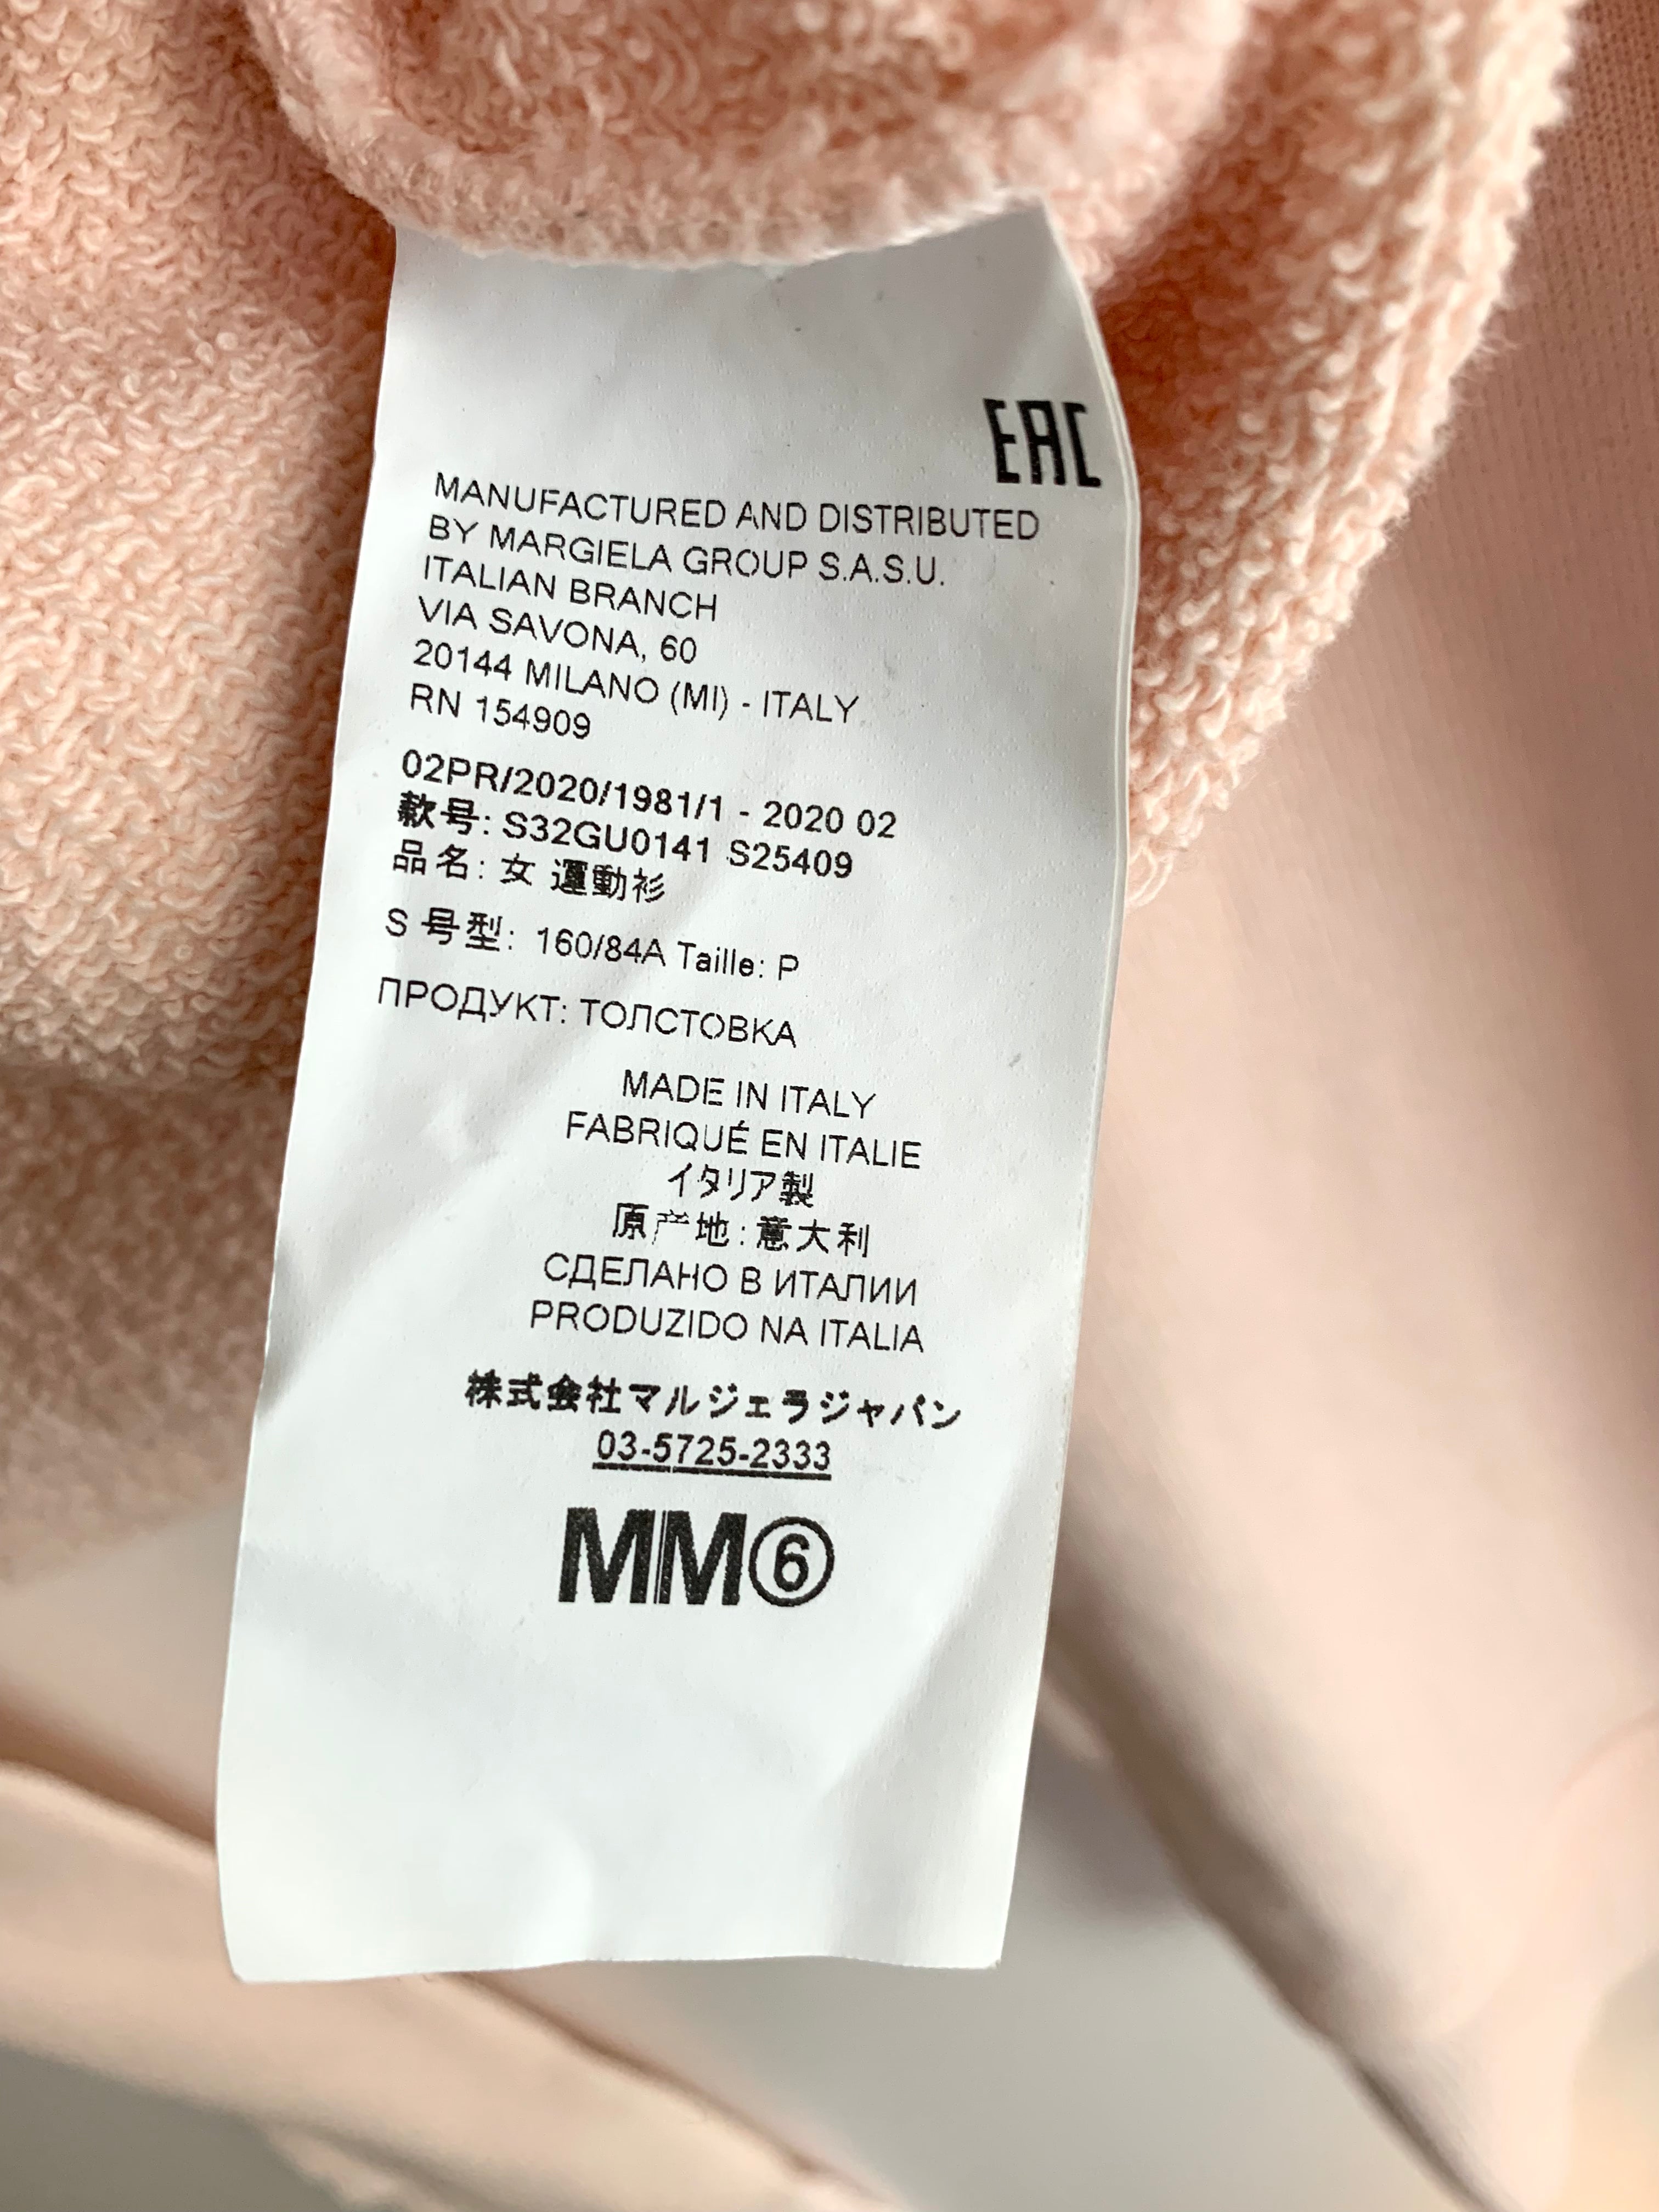 EAC
MANUFACTURED AND DISTRIBUTED
BY MARGIELA GROUP S.A.S.U.
ITALIAN BRANCH
VIA SAVONA, 60
20144 MILANO (MI) - ITALY
RN 154909
02PR/2020/1981/1 - 2020 02
款号: S32GU0141 S25409
品名: 女 運動衫
S 号型: 160/84A Taille: P
ПРОДУКТ: ТОЛСТОВКА
MADE IN ITALY
FABRIQUÉ EN ITALIE
イタリア製
原产地: 意大利
СДЕЛАНО В ИТАЛИИ
PRODUZIDO NA ITALIA
株式会社マルジェラジャパン
03-5725-2333
MM⑥